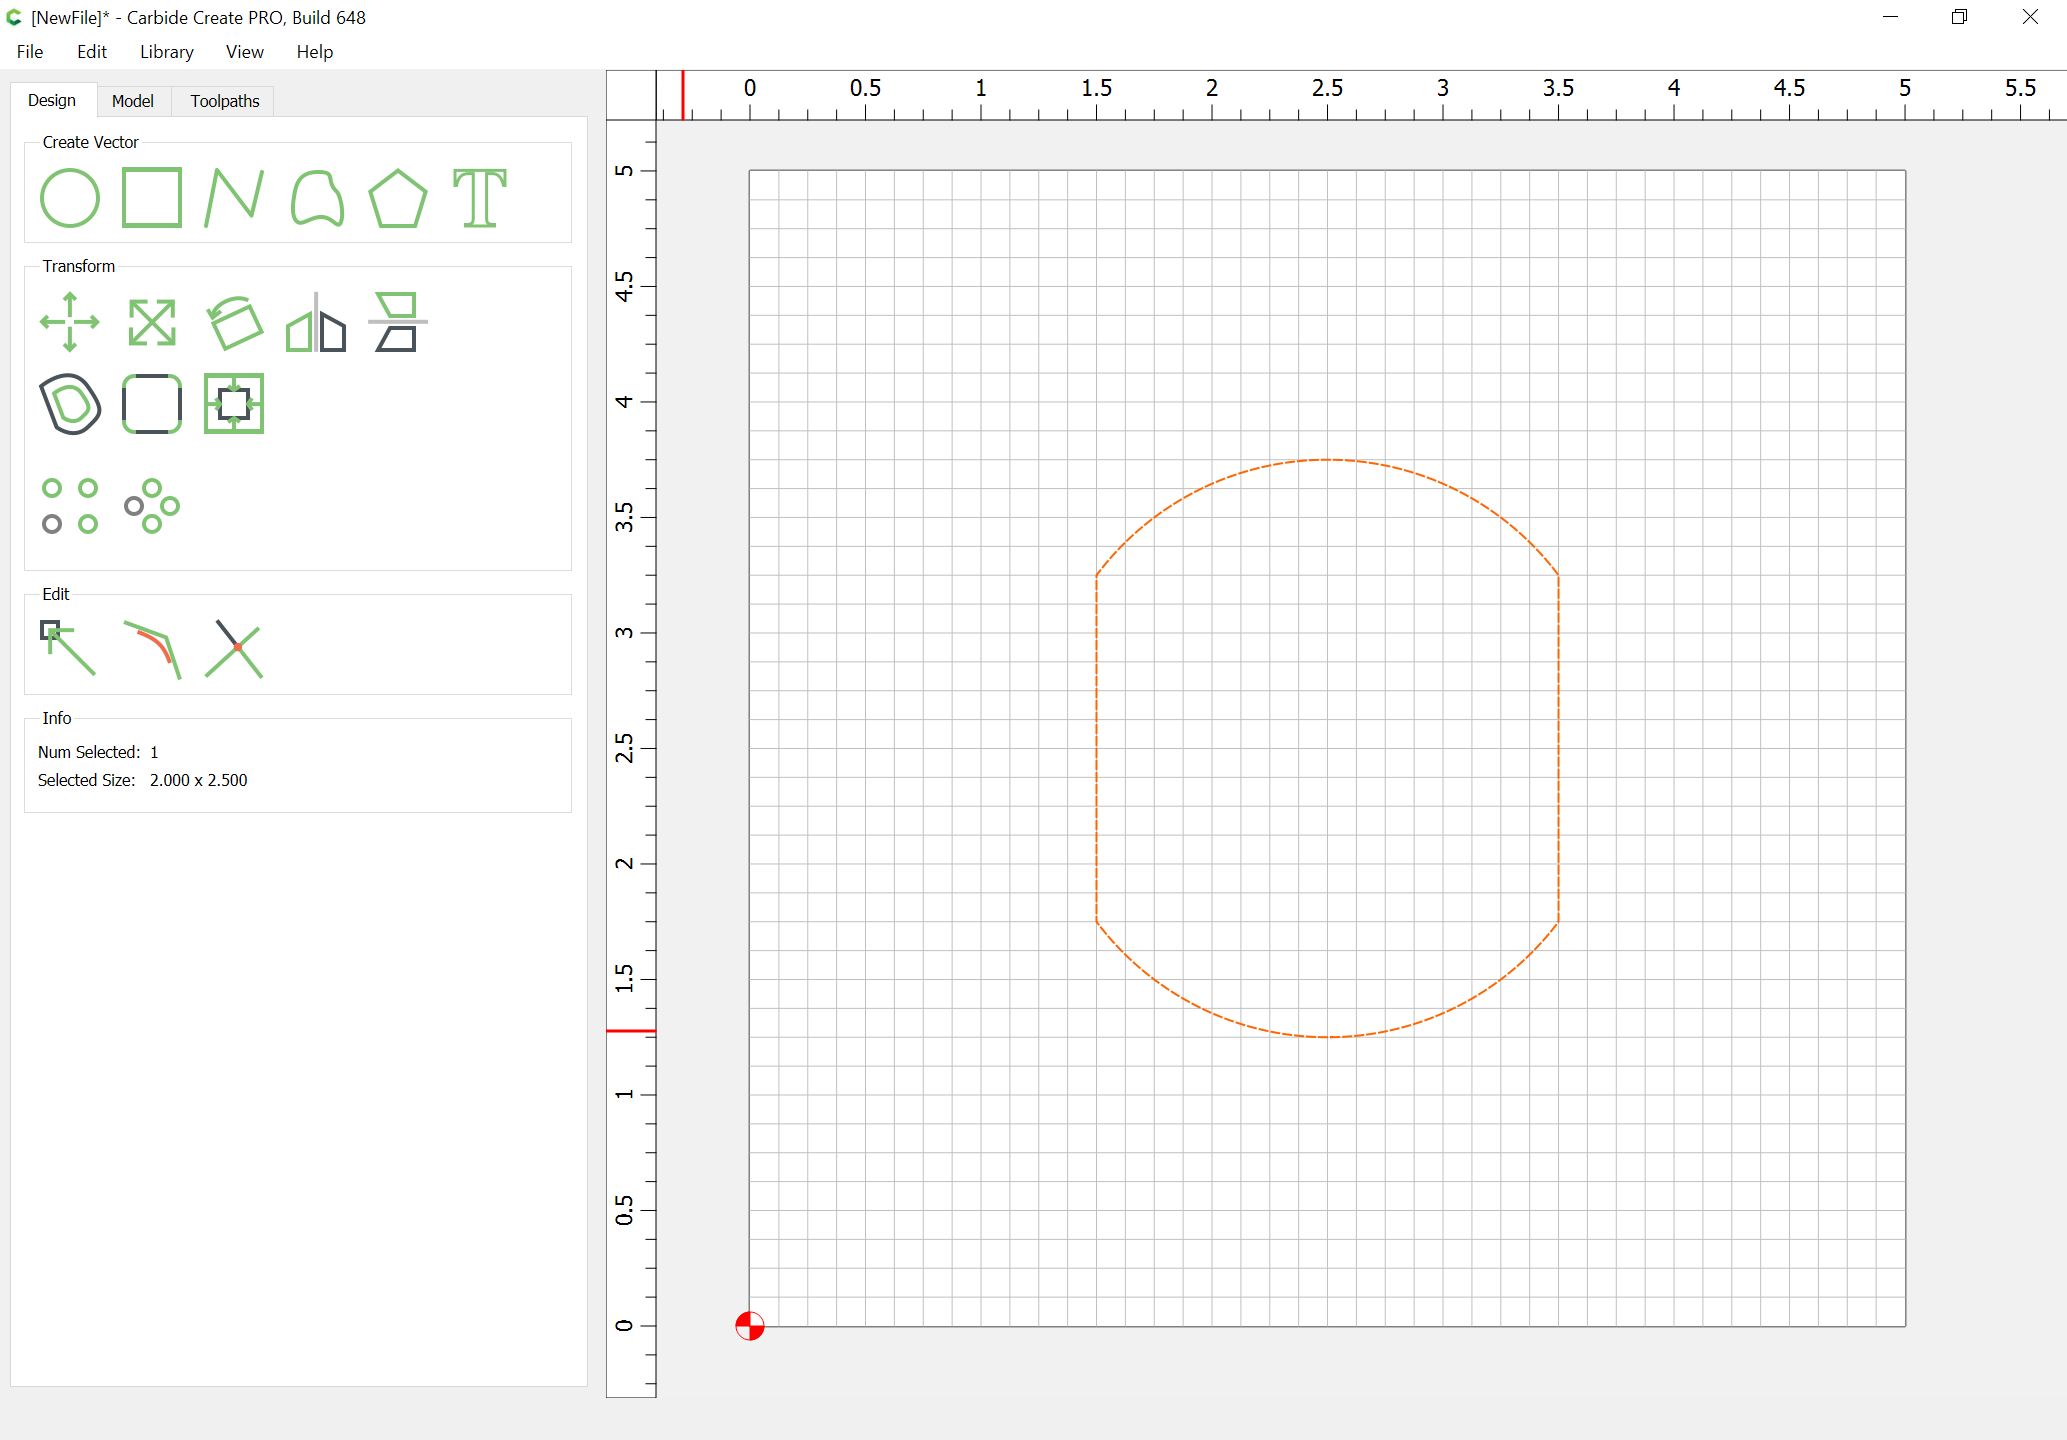 [NewFile]* - Carbide Create PRO, Build 648
File Edit Library View Help
Design Model Toolpaths
Create Vector
Transform
Edit
Info
Num Selected: 1
Selected Size: 2.000 x 2.500
0 0.5 1 1.5 2 2.5 3 3.5 4 4.5 5 5.5
5
4.5
4
3.5
3
2.5
2
1.5
1
0.5
0